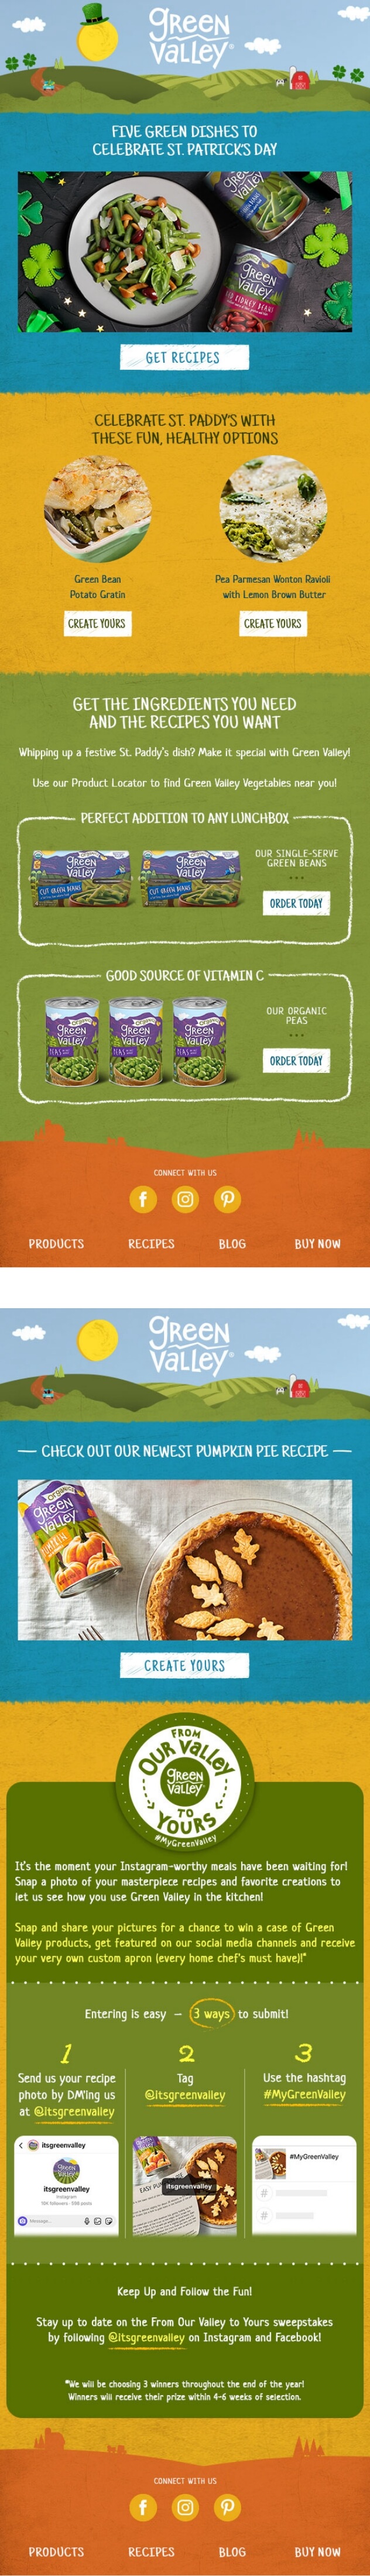 green
valley®
FIVE GREEN DISHES TO
CELEBRATE ST. PATRICK'S DAY
green
Valley
Organic
green
Valley
RED KIDNEY BEANS
GET RECIPES
CELEBRATE ST. PADDY'S WITH
THESE FUN, HEALTHY OPTIONS
Green Bean
Potato Gratin
Pea Parmesan Wonton Ravioli
with Lemon Brown Butter
CREATE YOURS
CREATE YOURS
GET THE INGREDIENTS YOU NEED
AND THE RECIPES YOU WANT
Whipping up a festive St. Paddy's dish? Make it special with Green Valley!
Use our Product Locator to find Green Valley Vegetables near you!
PERFECT ADDITION TO ANY LUNCHBOX
green
Valley
CUT GREEN BEANS
green
Valley
CUT GREEN BEANS
OUR SINGLE-SERVE
GREEN BEANS
ORDER TODAY
GOOD SOURCE OF VITAMIN C
Organic
green
Valley
PEAS
Organic
green
Valley
PEAS
Organic
green
Valley
PEAS
OUR ORGANIC
PEAS
ORDER TODAY
CONNECT WITH US
PRODUCTS
RECIPES
BLOG
BUY NOW
green
valley®
CHECK OUT OUR NEWEST PUMPKIN PIE RECIPE
Organic
green
Valley
PUMPKIN
CREATE YOURS
FROM
OUR VALLEY
green
valley
TO
YOURS
#MyGreenValley
It's the moment your Instagram-worthy meals have been waiting for!
Snap a photo of your masterpiece recipes and favorite creations to
let us see how you use Green Valley in the kitchen!
Snap and share your pictures for a chance to win a case of Green
Valley products, get featured on our social media channels and receive
your very own custom apron (every home chef's must have)!*
Entering is easy – 3 ways to submit!
1
2
3
Send us your recipe
photo by DM'ing us
at @itsgreenvalley
Tag
@itsgreenvalley
Use the hashtag
#MyGreenValley
itsgreenvalley
green
valley
itsgreenvalley
Instagram
Message...
itsgreenvalley
EASY
#MyGreenValley
#
#
Keep Up and Follow the Fun!
Stay up to date on the From Our Valley to Yours sweepstakes
by following @itsgreenvalley on Instagram and Facebook!
*We will be choosing 3 winners throughout the end of the year!
Winners will receive their prize within 4-6 weeks of selection.
CONNECT WITH US
PRODUCTS
RECIPES
BLOG
BUY NOW